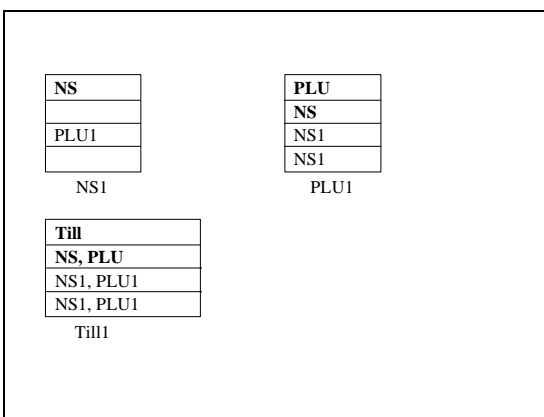 NS
PLU1
NS1
PLU
NS
NS1
NS1
PLU1
Till
NS, PLU
NS1, PLU1
NS1, PLU1
Till1